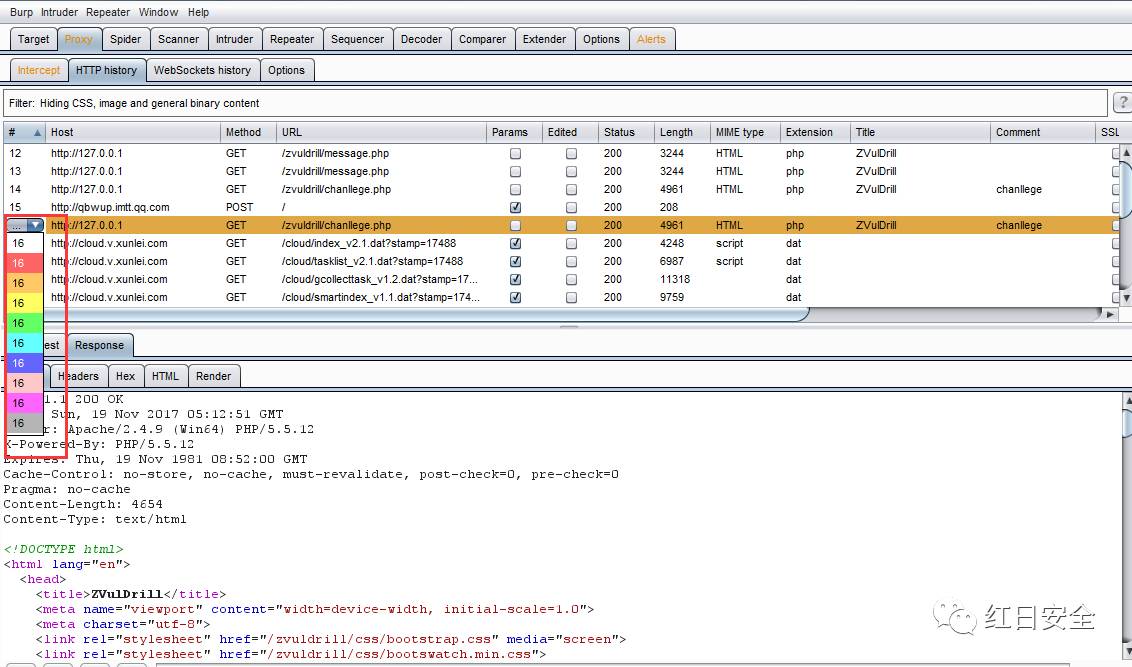 Burp Intruder Repeater Window Help
Target Proxy Spider Scanner Intruder Repeater Sequencer Decoder Comparer Extender Options Alerts
Intercept HTTP history WebSockets history Options
Filter: Hiding CSS, image and general binary content ?
# Host Method URL Params Edited Status Length MIME type Extension Title Comment SSL
12 http://127.0.0.1 GET /zvuldrill/message.php 200 3244 HTML php ZVulDrill
13 http://127.0.0.1 GET /zvuldrill/message.php 200 3244 HTML php ZVulDrill
14 http://127.0.0.1 GET /zvuldrill/chanllege.php 200 4961 HTML php ZVulDrill chanllege
15 http://qbwup.imtt.qq.com POST / 200 208
... http://127.0.0.1 GET /zvuldrill/chanllege.php 200 4961 HTML php ZVulDrill chanllege
16 http://cloud.v.xunlei.com GET /cloud/index_v2.1.dat?stamp=17488 200 4248 script dat
16 http://cloud.v.xunlei.com GET /cloud/tasklist_v2.1.dat?stamp=17488 200 6987 script dat
16 http://cloud.v.xunlei.com GET /cloud/gcollecttask_v1.2.dat?stamp=17... 200 11318 dat
16 http://cloud.v.xunlei.com GET /cloud/smartindex_v1.1.dat?stamp=174... 200 9759 dat
16
16 est Response
16
16 Headers Hex HTML Render
16 1.1 200 OK
16 Sun, 19 Nov 2017 05:12:51 GMT
r: Apache/2.4.9 (Win64) PHP/5.5.12
X-Powered-By: PHP/5.5.12
Expires: Thu, 19 Nov 1981 08:52:00 GMT
Cache-Control: no-store, no-cache, must-revalidate, post-check=0, pre-check=0
Pragma: no-cache
Content-Length: 4654
Content-Type: text/html
<!DOCTYPE html>
<html lang="en">
<head>
<title>ZVulDrill</title>
<meta name="viewport" content="width=device-width, initial-scale=1.0">
<meta charset="utf-8">
<link rel="stylesheet" href="/zvuldrill/css/bootstrap.css" media="screen">
<link rel="stylesheet" href="/zvuldrill/css/bootswatch.min.css">
红日安全